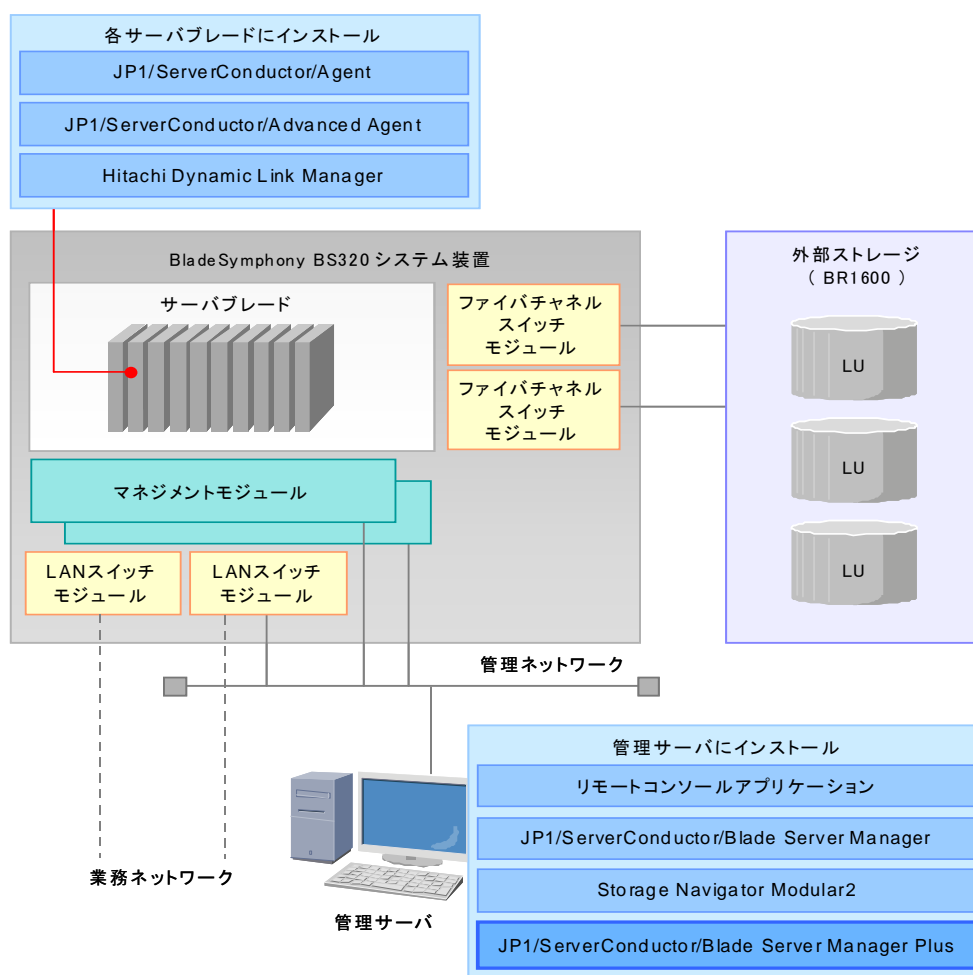 各サーバブレードにインストール
JP1/ServerConductor/Agent
JP1/ServerConductor/Advanced Agent
Hitachi Dynamic Link Manager
BladeSymphony BS320 システム装置
サーバブレード
ファイバチャネル
スイッチ
モジュール
ファイバチャネル
スイッチ
モジュール
外部ストレージ
（ BR1600 ）
LU
LU
LU
マネジメントモジュール
LANスイッチ
モジュール
LANスイッチ
モジュール
管理ネットワーク
業務ネットワーク
管理サーバ
管理サーバにインストール
リモートコンソールアプリケーション
JP1/ServerConductor/Blade Server Manager
Storage Navigator Modular2
JP1/ServerConductor/Blade Server Manager Plus